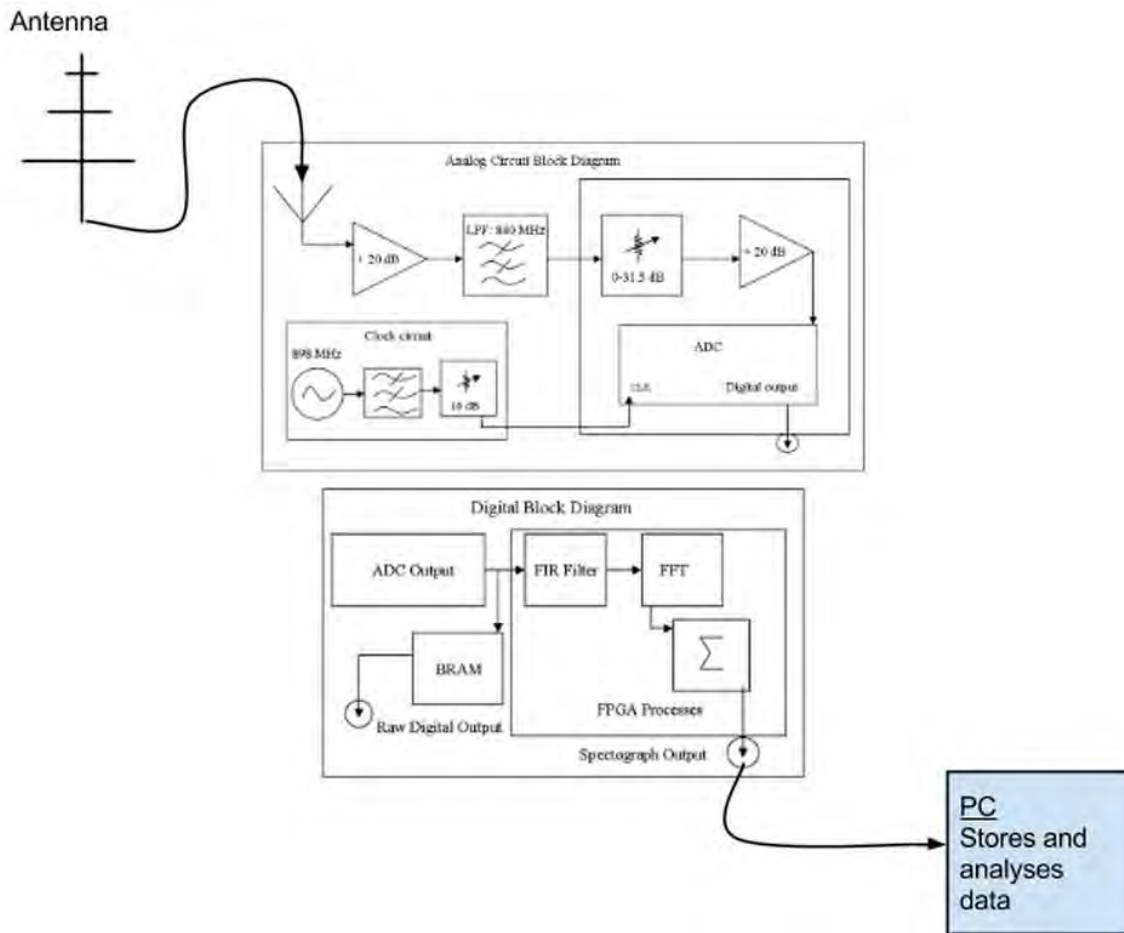 Antenna
Analog Circuit Block Diagram
LPF: 840 MHz
+ 20 dB
0-31.5 dB
+ 20 dB
Clock circuit
898 MHz
10 dB
ADC
CLK
Digital output
Digital Block Diagram
ADC Output
FIR Filter
FFT
BRAM
Σ
FPGA Processes
Raw Digital Output
Spectograph Output
PC
Stores and
analyses
data